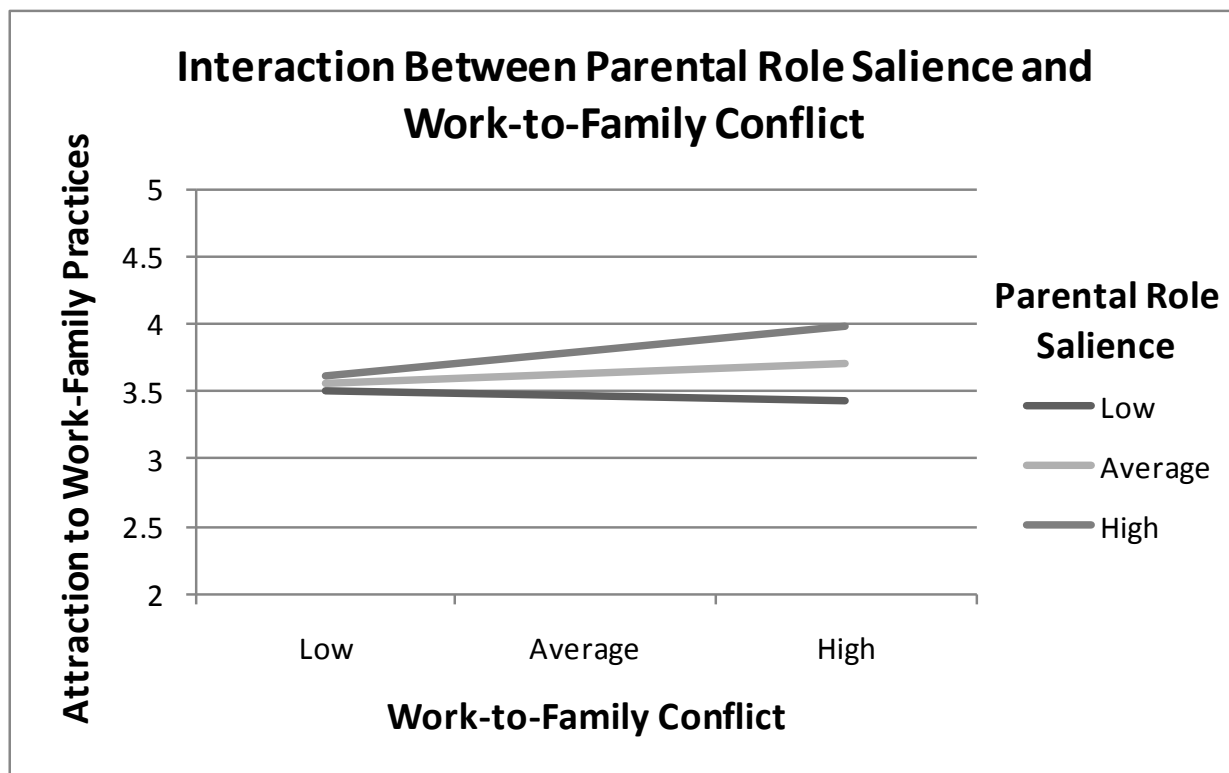 Interaction Between Parental Role Salience and
Work-to-Family Conflict
Attraction to Work-Family Practices
5
4.5
4
3.5
3
2.5
2
Low
Average
High
Work-to-Family Conflict
Parental Role
Salience
Low
Average
High